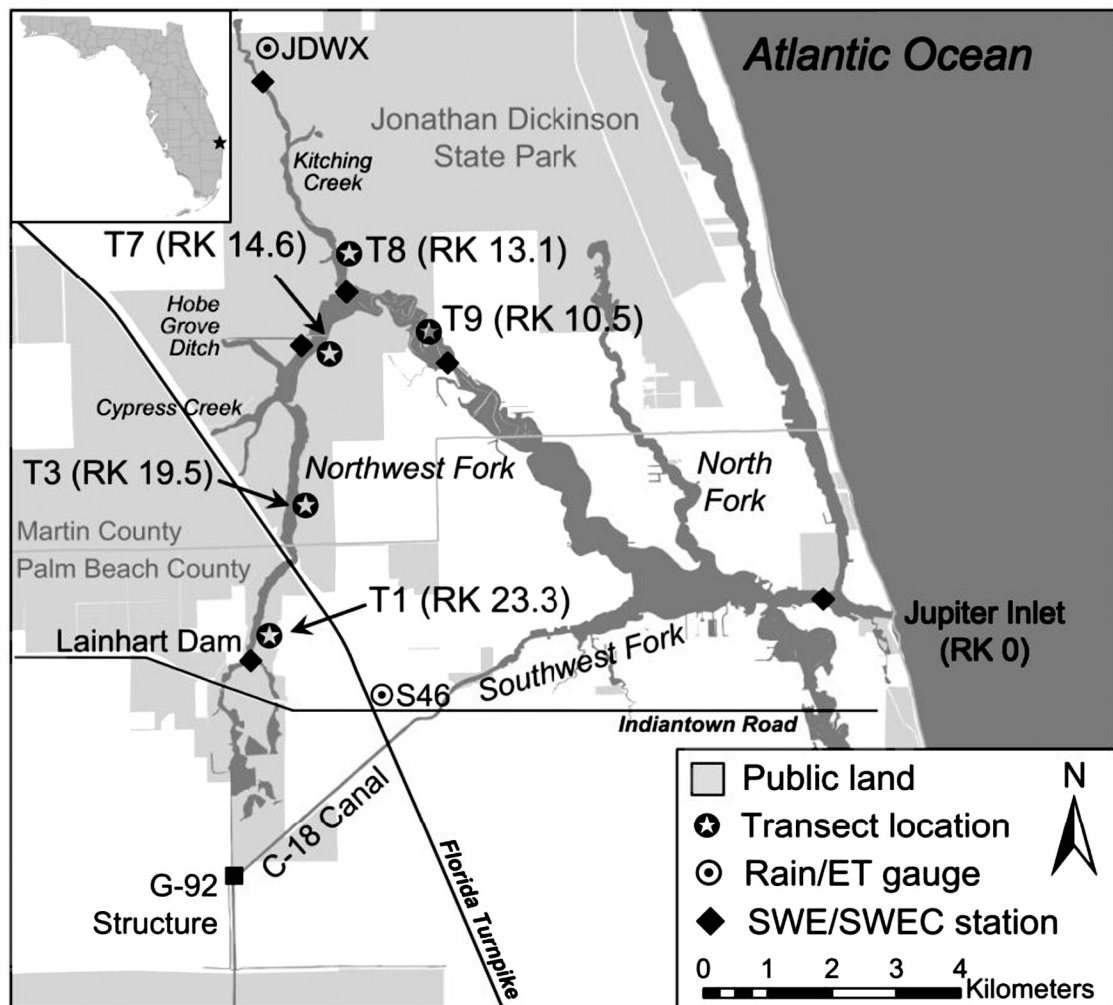 Atlantic Ocean
JDWX
Jonathan Dickinson
State Park
Kitching
Creek
T7 (RK 14.6)
T8 (RK 13.1)
Hobe
Grove
Ditch
T9 (RK 10.5)
Cypress Creek
T3 (RK 19.5)
Northwest Fork
North
Fork
Martin County
Palm Beach County
T1 (RK 23.3)
Lainhart Dam
Jupiter Inlet
(RK 0)
Southwest Fork
S46
Indiantown Road
C-18 Canal
Florida Turnpike
G-92
Structure
Public land
Transect location
Rain/ET gauge
SWE/SWEC station
N
0 1 2 3 4
Kilometers